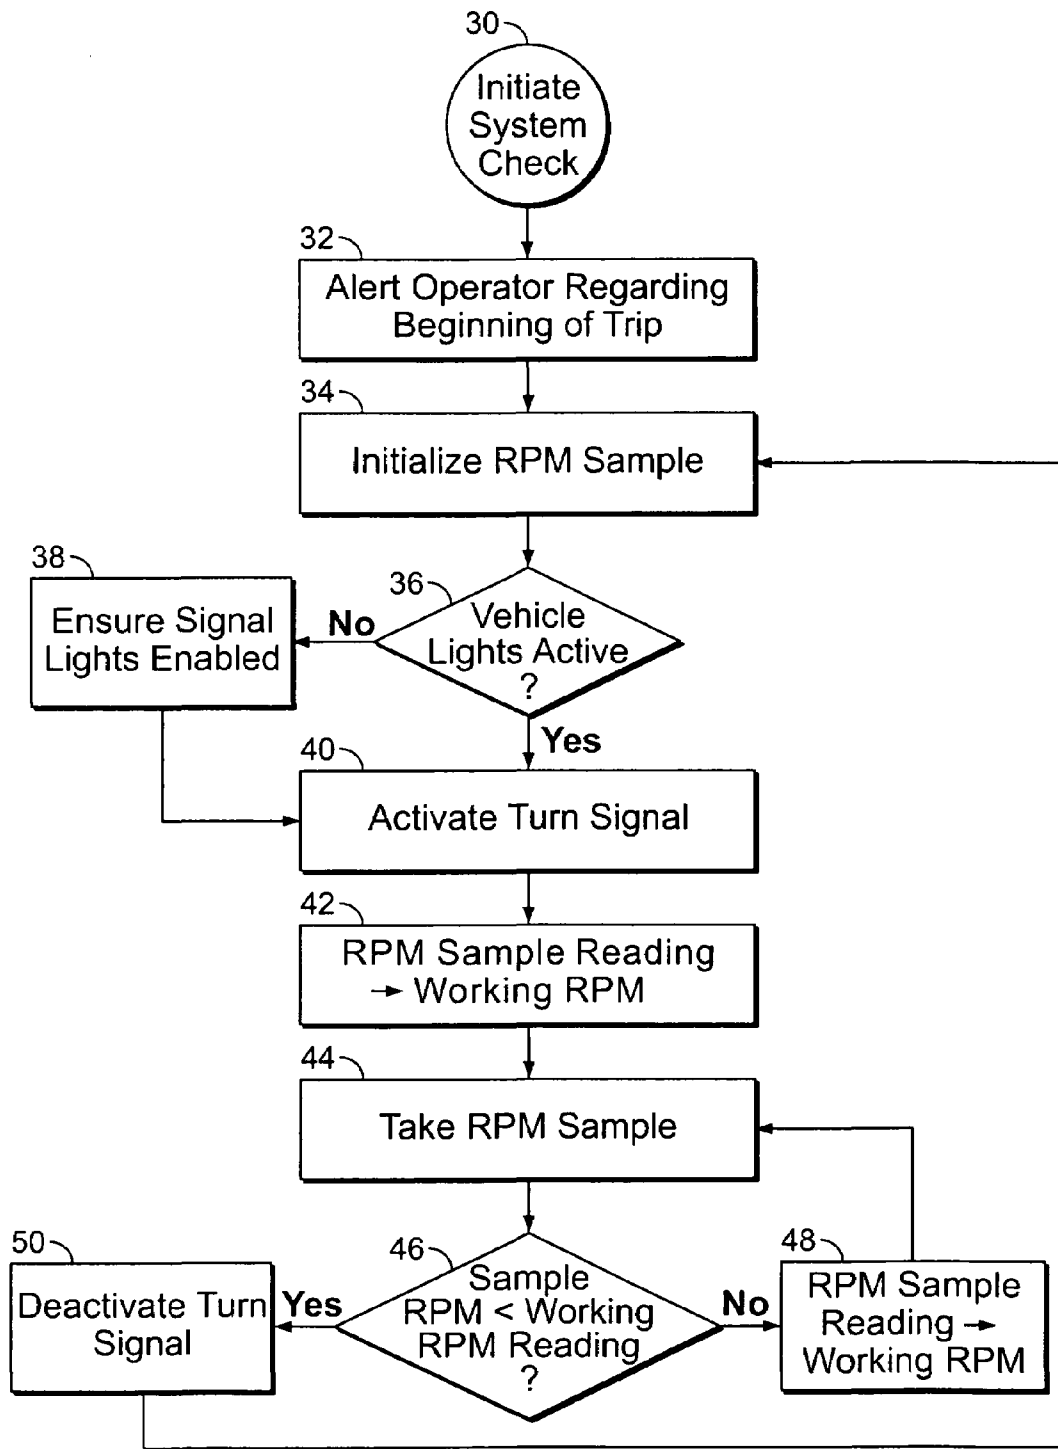 30
Initiate
System
Check
32
Alert Operator Regarding
Beginning of Trip
34
Initialize RPM Sample
38
Ensure Signal
Lights Enabled
No
36
Vehicle
Lights Active
?
Yes
40
Activate Turn Signal
42
RPM Sample Reading
→ Working RPM
44
Take RPM Sample
50
Deactivate Turn
Signal
Yes
46
Sample
RPM < Working
RPM Reading
?
No
48
RPM Sample
Reading →
Working RPM